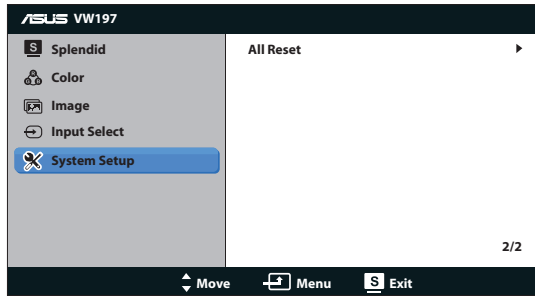 ASUS VW197
S Splendid
Color
Image
Input Select
System Setup
All Reset
2/2
Move Menu S Exit